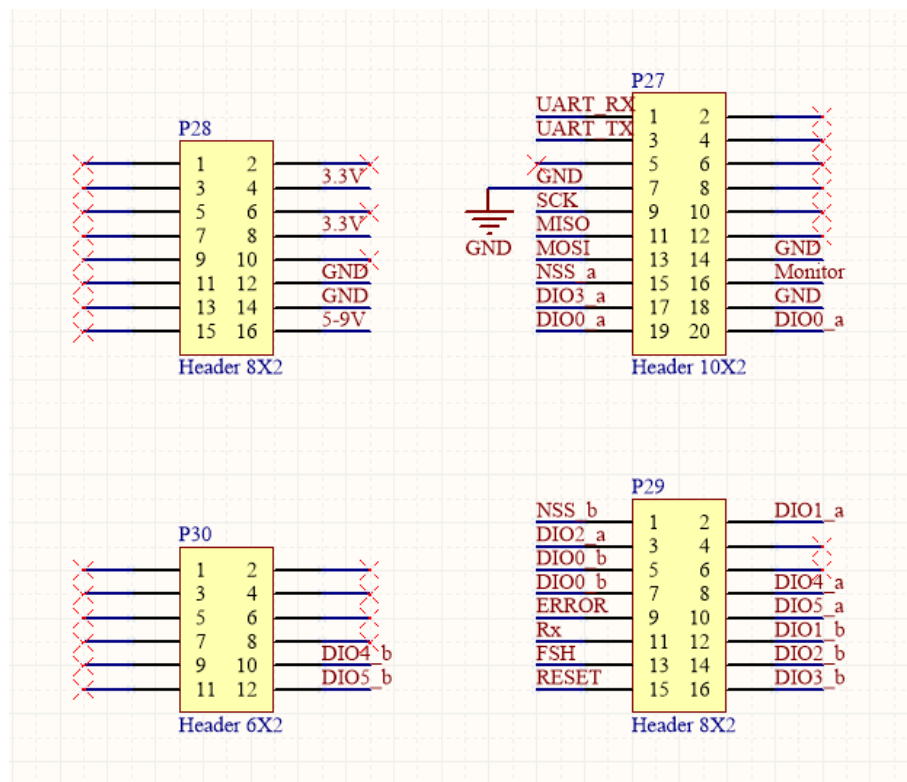 P28
1 2
3 4 3.3V
5 6
7 8 3.3V
9 10
11 12 GND
13 14 GND
15 16 5-9V
Header 8X2
P27
UART_RX 1 2
UART_TX 3 4
5 6
GND 7 8
SCK 9 10
MISO 11 12
MOSI 13 14 GND
NSS_a 15 16 Monitor
DIO3_a 17 18 GND
DIO0_a 19 20 DIO0_a
GND
Header 10X2
P30
1 2
3 4
5 6
7 8
9 10 DIO4_b
11 12 DIO5_b
Header 6X2
P29
NSS_b 1 2 DIO1_a
DIO2_a 3 4
DIO0_b 5 6
DIO0_b 7 8 DIO4_a
ERROR 9 10 DIO5_a
Rx 11 12 DIO1_b
FSH 13 14 DIO2_b
RESET 15 16 DIO3_b
Header 8X2